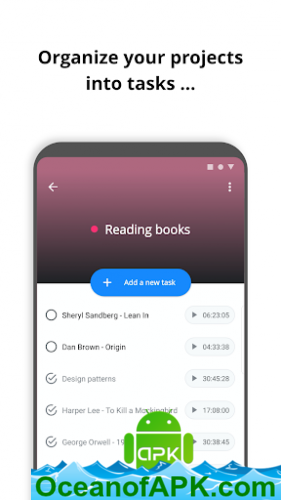 Organize your projects
into tasks ...
Reading books
+ Add a new task
Sheryl Sandberg - Lean In 06:23:05
Dan Brown - Origin 04:33:38
Design patterns 30:45:28
Harper Lee - To Kill a Mockingbird 17:08:00
George Orwell - 19 30:38:45
APK
OceanofAPK.com